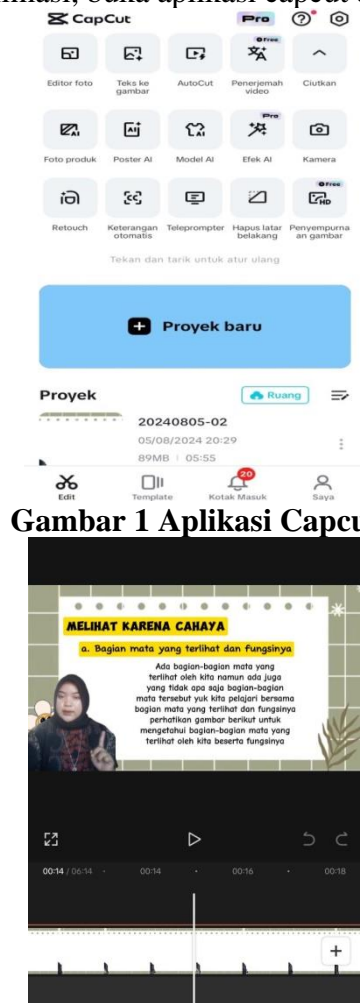 buka aplikasi capcut
CapCut
Pro
Free
Editor foto
Teks ke
gambar
AutoCut
Penerjemah
video
Ciutkan
Pro
Foto produk
Poster AI
Model AI
Efek AI
Kamera
Free
Retouch
Keterangan
otomatis
Teleprompter
Hapus latar
belakang
Penyempurna
an gambar
Tekan dan tarik untuk atur ulang
Proyek baru
Proyek
Ruang
20240805-02
05/08/2024 20:29
89MB 05:55
20
Edit
Template
Kotak Masuk
Saya
Gambar 1 Aplikasi
MELIHAT KARENA CAHAYA
a. Bagian mata yang terlihat dan fungsinya
Ada bagian-bagian mata yang
terlihat oleh kita namun ada juga
yang tidak apa saja bagian-bagian
mata tersebut yuk kita pelajari bersama
bagian mata yang terlihat dan fungsinya
perhatikan gambar berikut untuk
mengetahui bagian-bagian mata yang
terlihat oleh kita beserta fungsinya
00:14 / 06:14
00:14
00:16
00:18